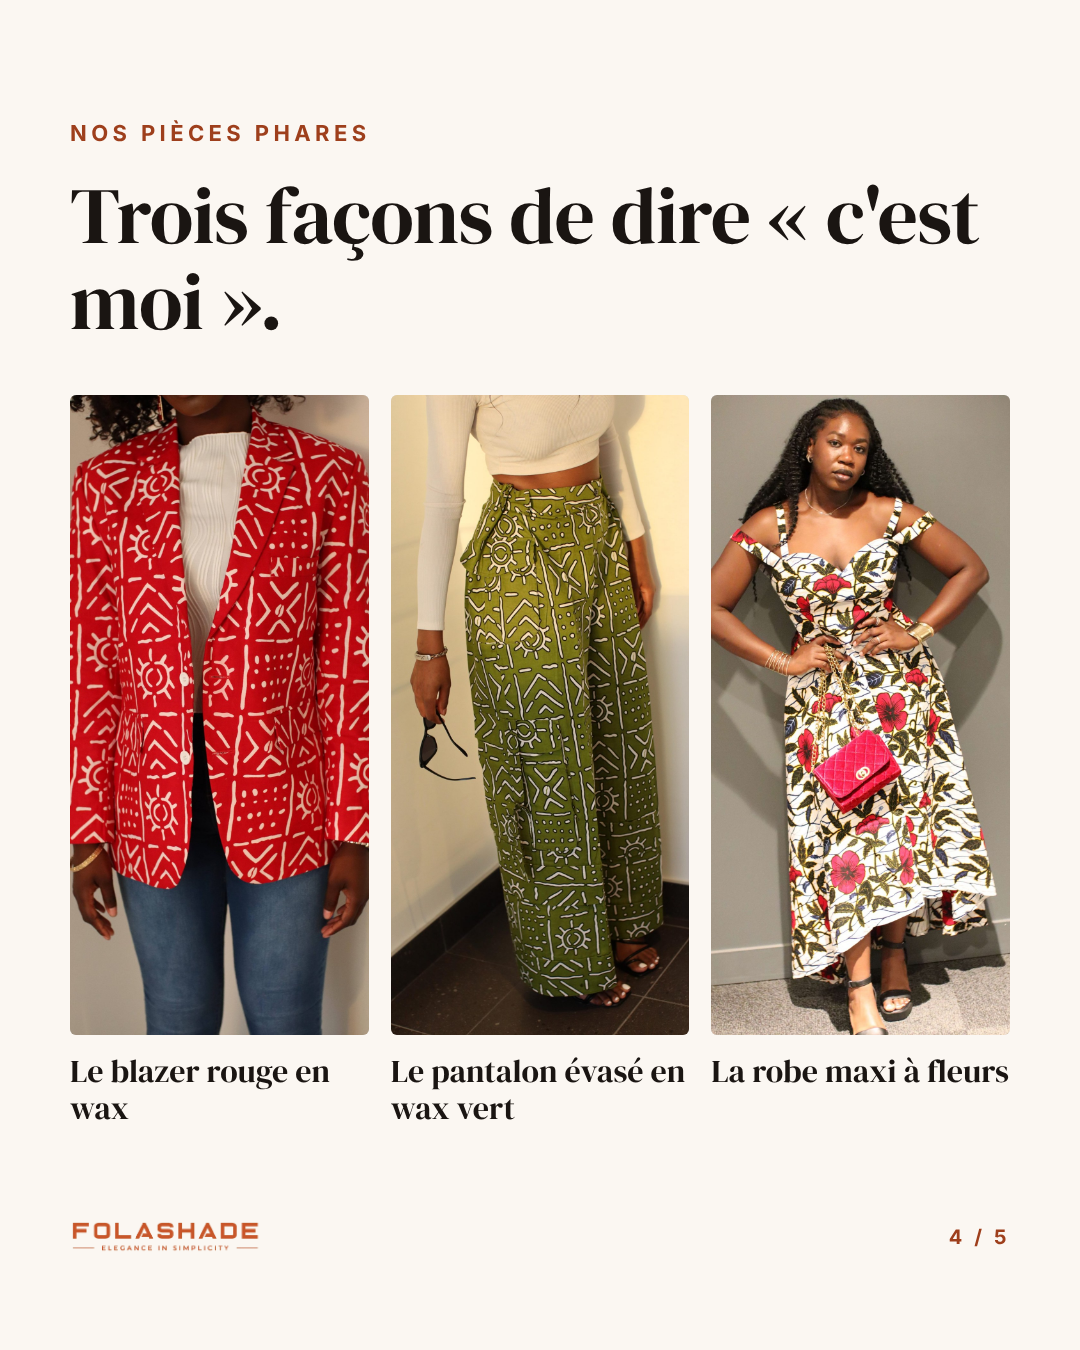 NOS PIÈCES PHARES
Trois façons de dire « c'est
moi ».
Le blazer rouge en
wax
Le pantalon évasé en
wax vert
La robe maxi à fleurs
FOLASHADE
ELEGANCE IN SIMPLICITY
4 / 5